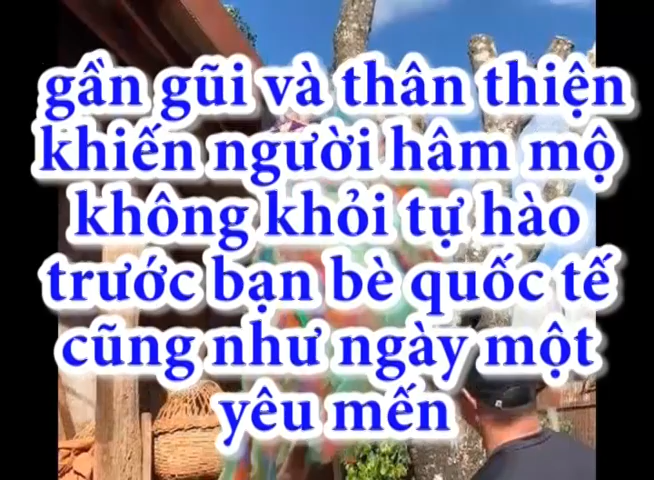 gần gũi và thân thiện
khiến người hâm mộ
không khỏi tự hào
trước bạn bè quốc tế
cũng như ngày một
yêu mến